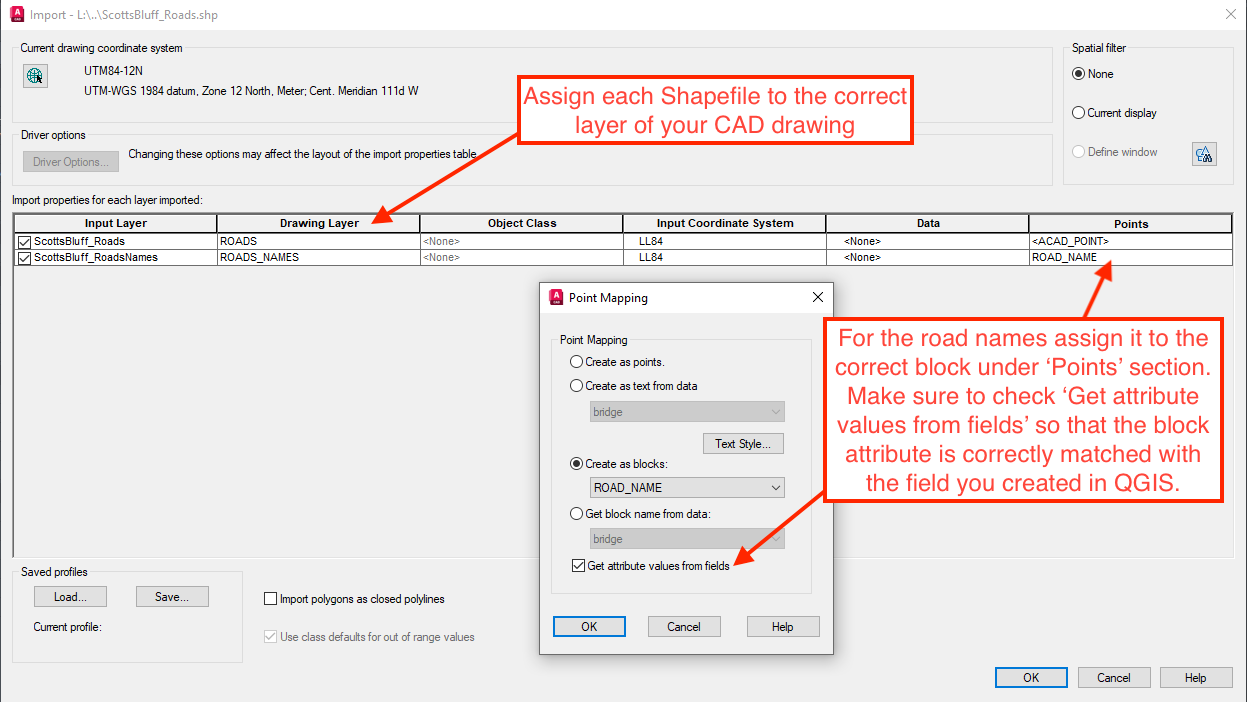 Import - L:\..\ScottsBluff_Roads.shp
Current drawing coordinate system
UTM84-12N
UTM-WGS 1984 datum, Zone 12 North, Meter; Cent. Meridian 111d W
Spatial filter
None
Current display
Define window
Assign each Shapefile to the correct
layer of your CAD drawing
Driver options
Driver Options...
Changing these options may affect the layout of the import properties table.
Import properties for each layer imported:
Input Layer Drawing Layer Object Class Input Coordinate System Data Points
ScottsBluff_Roads ROADS <None> LL84 <None> <ACAD_POINT>
ScottsBluff_RoadsNames ROADS_NAMES <None> LL84 <None> ROAD_NAME
A
CAD
Point Mapping
Point Mapping
Create as points.
Create as text from data
bridge
Text Style...
Create as blocks:
ROAD_NAME
Get block name from data:
bridge
Get attribute values from fields
OK Cancel Help
For the road names assign it to the
correct block under ‘Points’ section.
Make sure to check ‘Get attribute
values from fields’ so that the block
attribute is correctly matched with
the field you created in QGIS.
Saved profiles
Load... Save...
Current profile:
Import polygons as closed polylines
Use class defaults for out of range values
OK Cancel Help